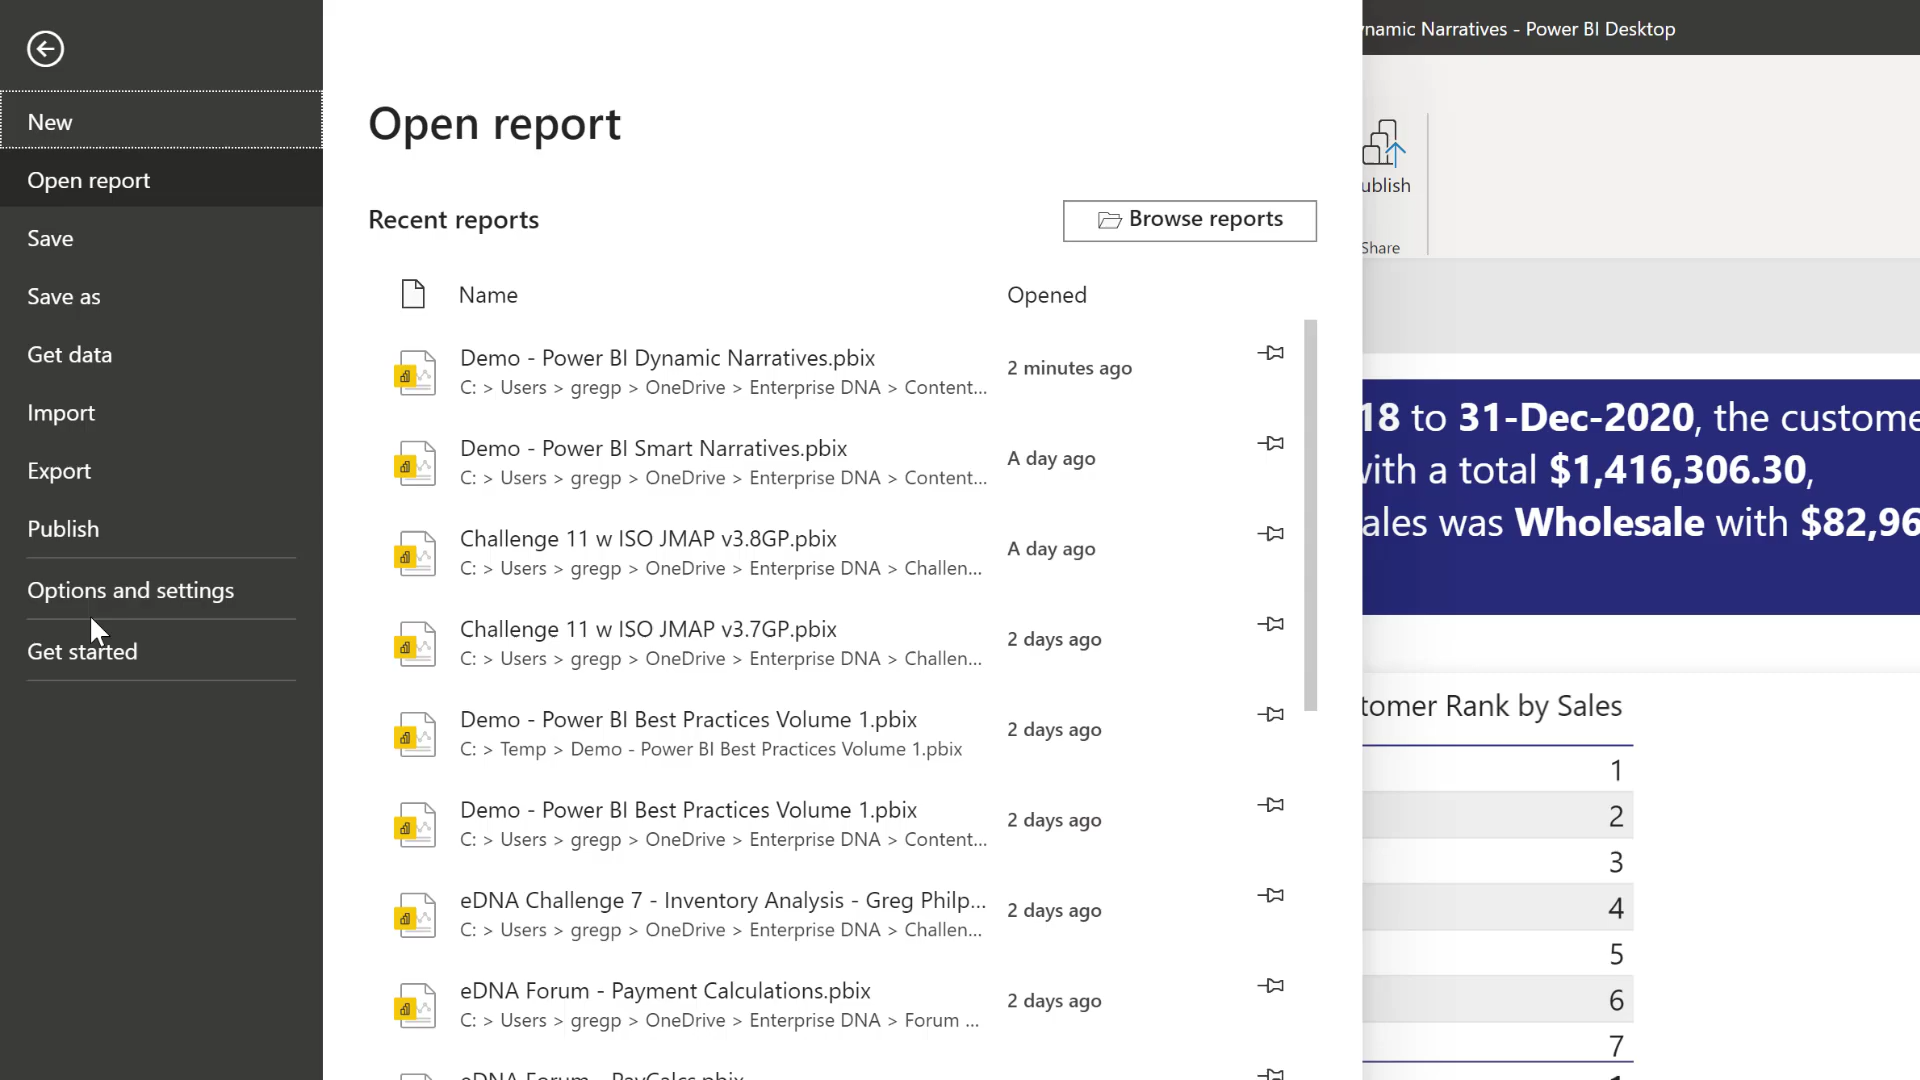 New
Open report
Save
Save as
Get data
Import
Export
Publish
Options and settings
Get started
Open report
Recent reports
Browse reports
Name Opened
Demo - Power BI Dynamic Narratives.pbix
C: > Users > gregp > OneDrive > Enterprise DNA > Content...
2 minutes ago
Demo - Power BI Smart Narratives.pbix
C: > Users > gregp > OneDrive > Enterprise DNA > Content...
A day ago
Challenge 11 w ISO JMAP v3.8GP.pbix
C: > Users > gregp > OneDrive > Enterprise DNA > Challen...
A day ago
Challenge 11 w ISO JMAP v3.7GP.pbix
C: > Users > gregp > OneDrive > Enterprise DNA > Challen...
2 days ago
Demo - Power BI Best Practices Volume 1.pbix
C: > Temp > Demo - Power BI Best Practices Volume 1.pbix
2 days ago
Demo - Power BI Best Practices Volume 1.pbix
C: > Users > gregp > OneDrive > Enterprise DNA > Content...
2 days ago
eDNA Challenge 7 - Inventory Analysis - Greg Philp...
C: > Users > gregp > OneDrive > Enterprise DNA > Challen...
2 days ago
eDNA Forum - Payment Calculations.pbix
C: > Users > gregp > OneDrive > Enterprise DNA > Forum ...
2 days ago
eDNA Forum - PayCalcs.pbix
namic Narratives - Power BI Desktop
ublish
Share
18 to 31-Dec-2020, the custome
with a total $1,416,306.30,
ales was Wholesale with $82,96
tomer Rank by Sales
1
2
3
4
5
6
7